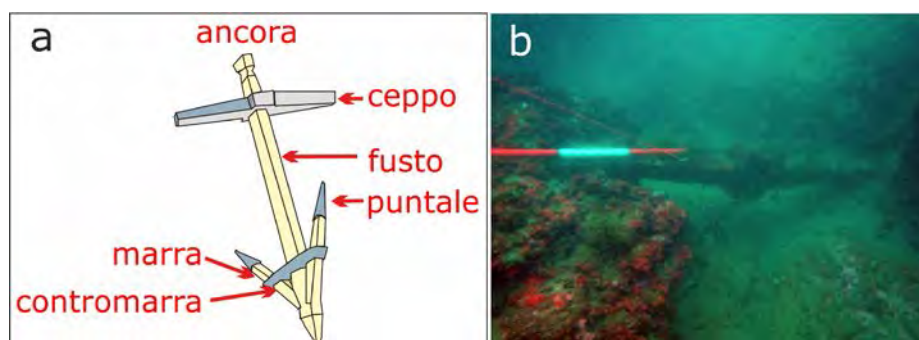 a
ancora
ceppo
fusto
puntale
marra
contromarra
b